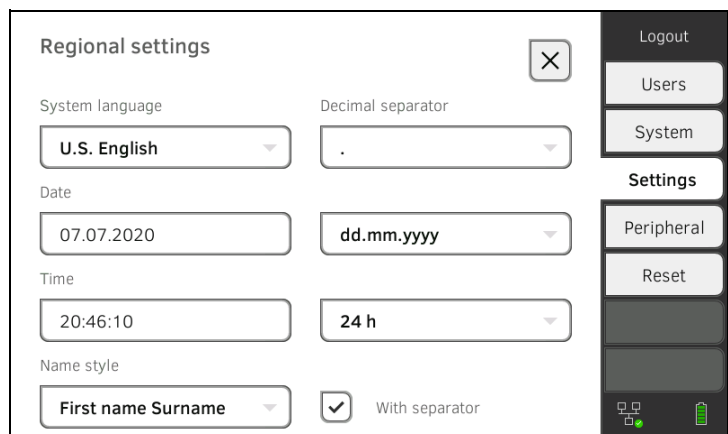 Regional settings
System language
Decimal separator
U.S. English
.
Date
07.07.2020
dd.mm.yyyy
Time
20:46:10
24 h
Name style
First name Surname
With separator
Logout
Users
System
Settings
Peripheral
Reset